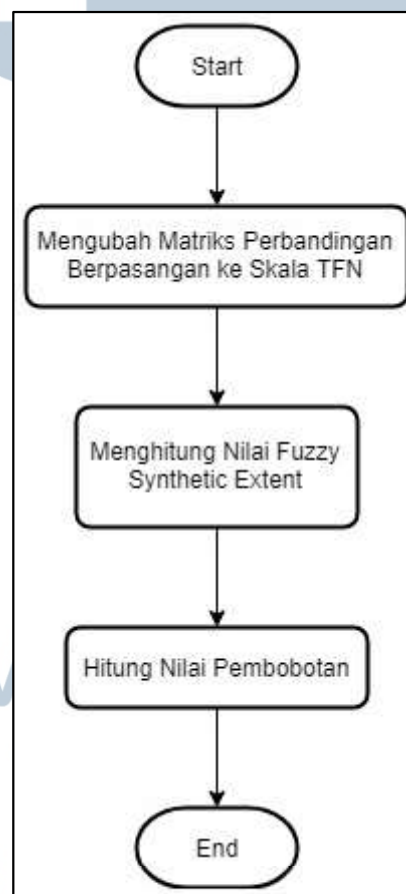 Start
Mengubah Matriks Perbandingan
Berpasangan ke Skala TFN
Menghitung Nilai Fuzzy
Synthetic Extent
Hitung Nilai Pembobotan
End